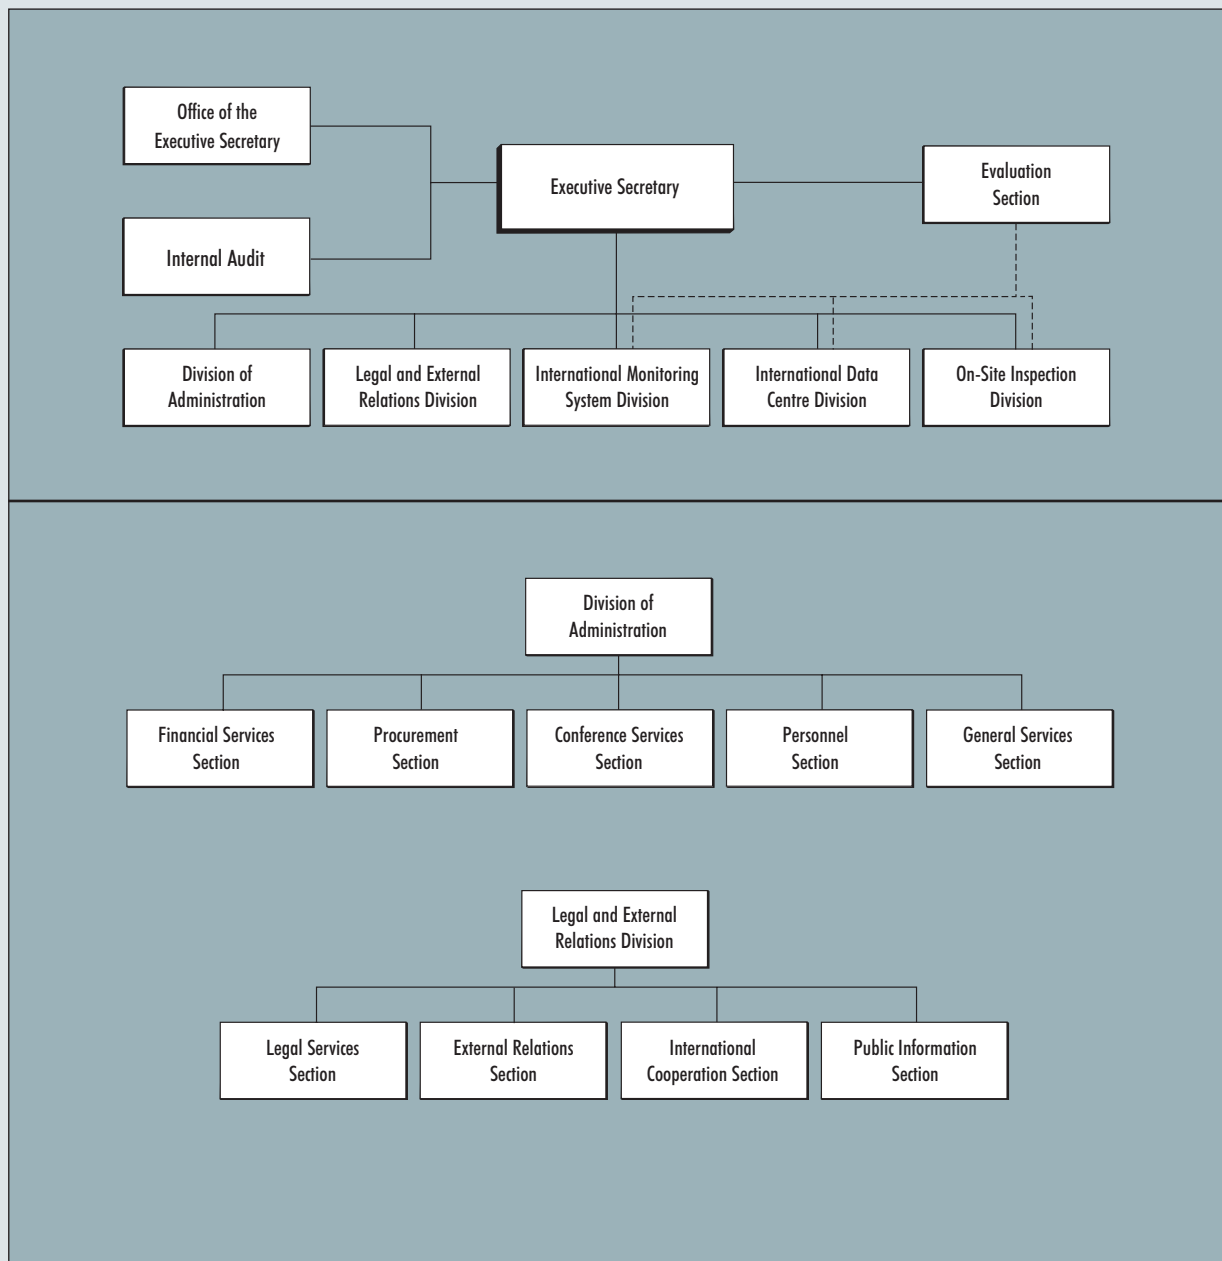 Office of the
Executive Secretary
Executive Secretary
Evaluation
Section
Internal Audit
Division of
Administration
Legal and External
Relations Division
International Monitoring
System Division
International Data
Centre Division
On-Site Inspection
Division
Division of
Administration
Financial Services
Section
Procurement
Section
Conference Services
Section
Personnel
Section
General Services
Section
Legal and External
Relations Division
Legal Services
Section
External Relations
Section
International
Cooperation Section
Public Information
Section